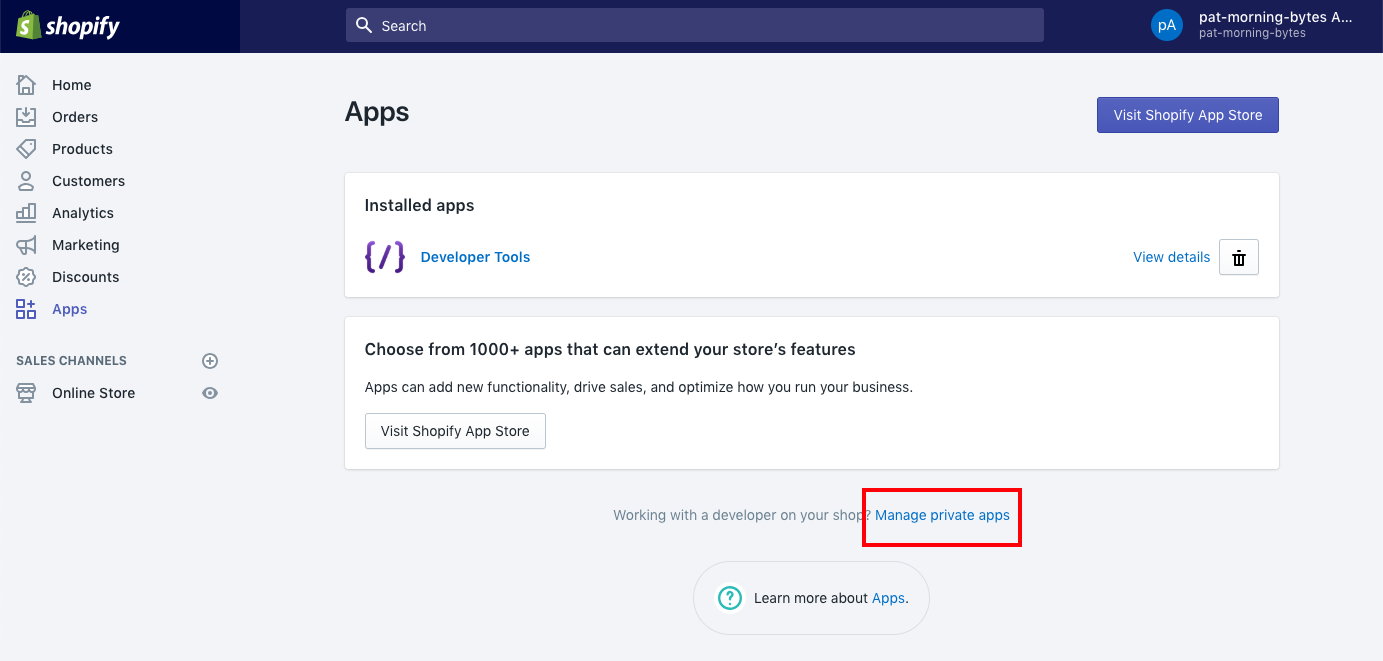 shopify
Search
pA
pat-morning-bytes A...
pat-morning-bytes
Home
Orders
Products
Customers
Analytics
Marketing
Discounts
Apps
SALES CHANNELS
Online Store
Apps
Visit Shopify App Store
Installed apps
{/} Developer Tools
View details
Choose from 1000+ apps that can extend your store’s features
Apps can add new functionality, drive sales, and optimize how you run your business.
Visit Shopify App Store
Working with a developer on your shop? Manage private apps
? Learn more about Apps.